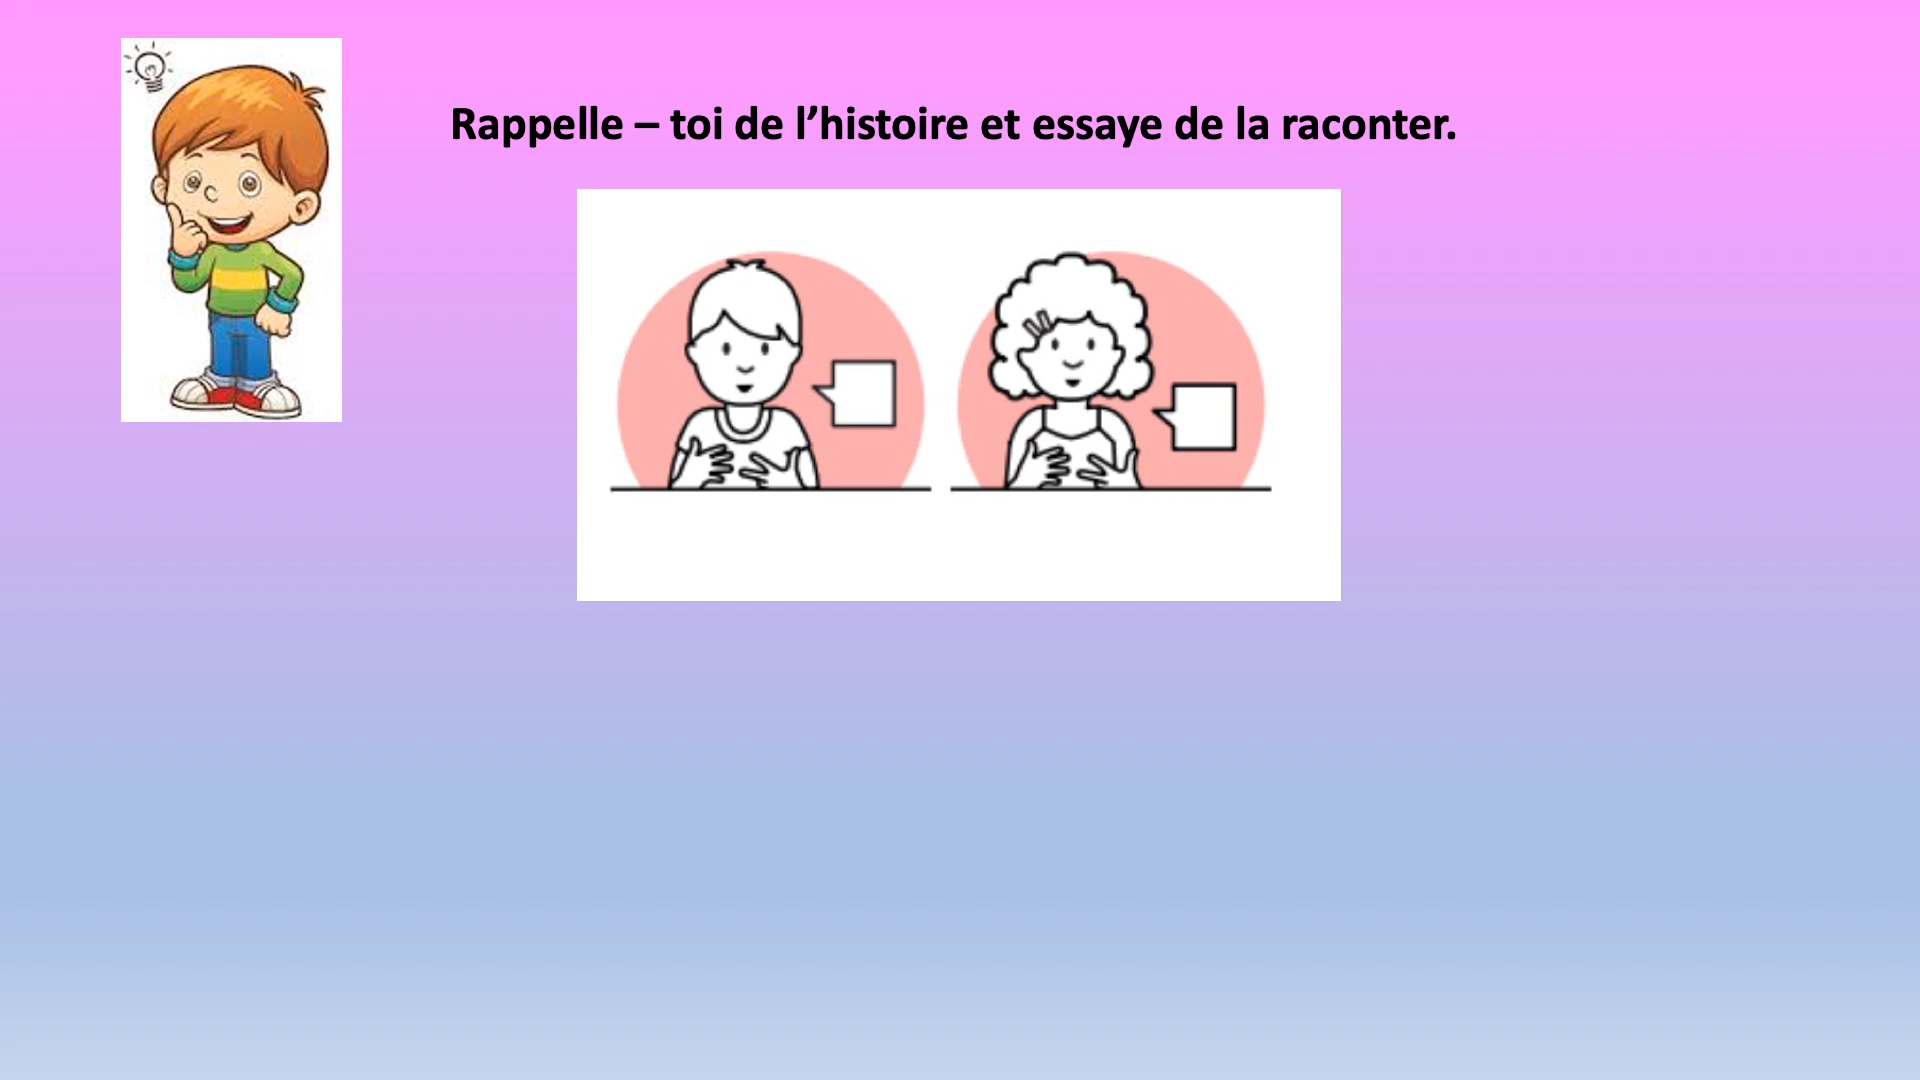 Rappelle – toi de l’histoire et essaye de la raconter.